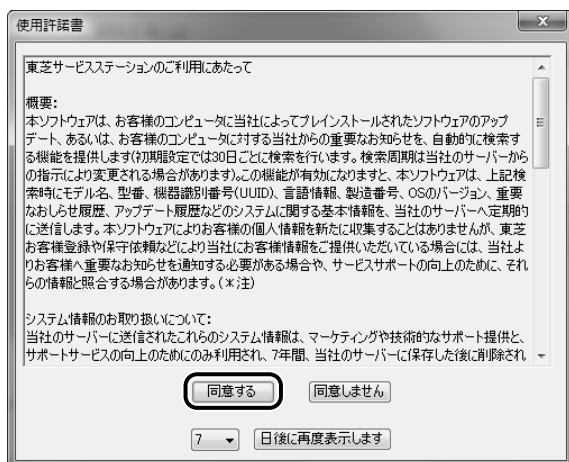 使用許諾書
東芝サービスステーションのご利用にあたって
概要:
本ソフトウェアは、お客様のコンピュータに当社によってプレインストールされたソフトウェアのアップ
デート、あるいは、お客様のコンピュータに対する当社からの重要なお知らせを、自動的に検索す
る機能を提供します(初期設定では30日ごとに検索を行います。検索周期は当社のサーバーから
の指示により変更される場合があります)。この機能が有効になりますと、本ソフトウェアは、上記検
索時にモデル名、型番、機器識別番号(UUID)、言語情報、製造番号、OSのバージョン、重要
なおしらせ履歴、アップデート履歴などのシステムに関する基本情報を、当社のサーバーへ定期的
に送信します。本ソフトウェアによりお客様の個人情報を新たに収集することはありませんが、東芝
お客様登録や保守依頼などにより当社にお客様情報をご提供いただいている場合には、当社よ
りお客様へ重要なお知らせを通知する必要がある場合や、サービスサポートの向上のために、それ
らの情報と照合する場合があります。(＊注)
システム情報のお取り扱いについて:
当社のサーバーに送信されたこれらのシステム情報は、マーケティングや技術的なサポート提供と、
サポートサービスの向上のためにのみ利用され、7年間、当社のサーバーに保存した後に削除され
同意する
同意しません
7
日後に再度表示します